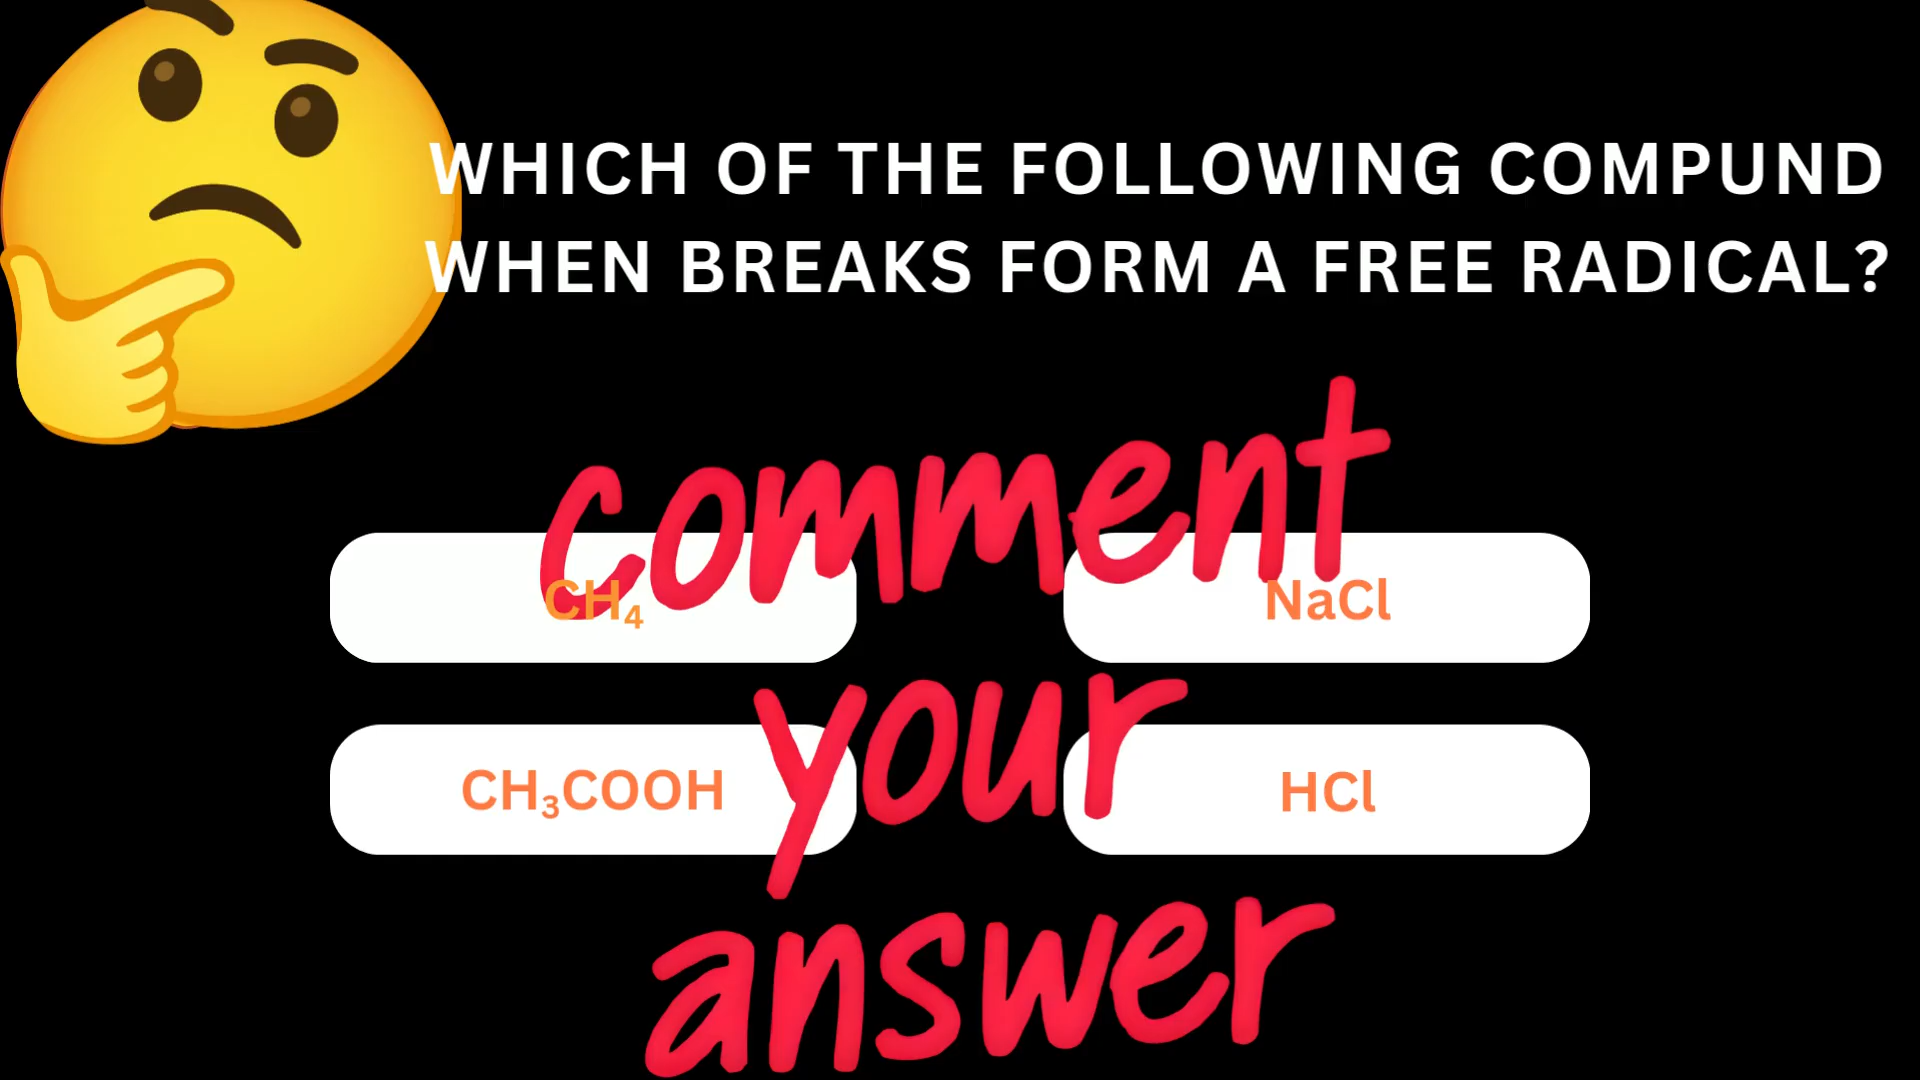 WHICH OF THE FOLLOWING COMPUND
WHEN BREAKS FORM A FREE RADICAL?
comment
CH₄
NaCl
your
CH₃COOH
HCl
answer